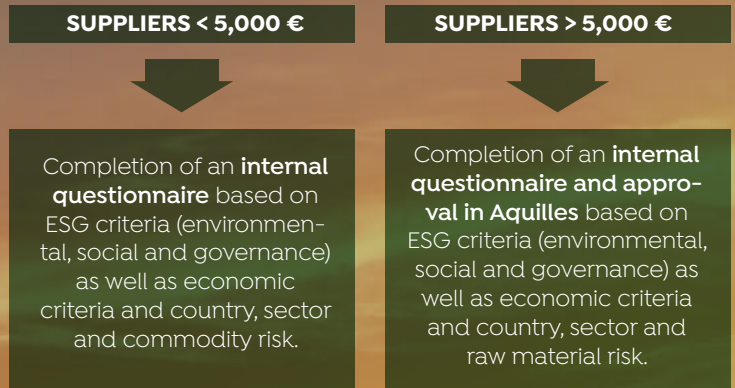 SUPPLIERS < 5,000 €
Completion of an internal
questionnaire based on
ESG criteria (environmen-
tal, social and governance)
as well as economic
criteria and country, sector
and commodity risk.
SUPPLIERS > 5,000 €
Completion of an internal
questionnaire and appro-
val in Aquilles based on
ESG criteria (environmental,
social and governance) as
well as economic criteria
and country, sector and
raw material risk.